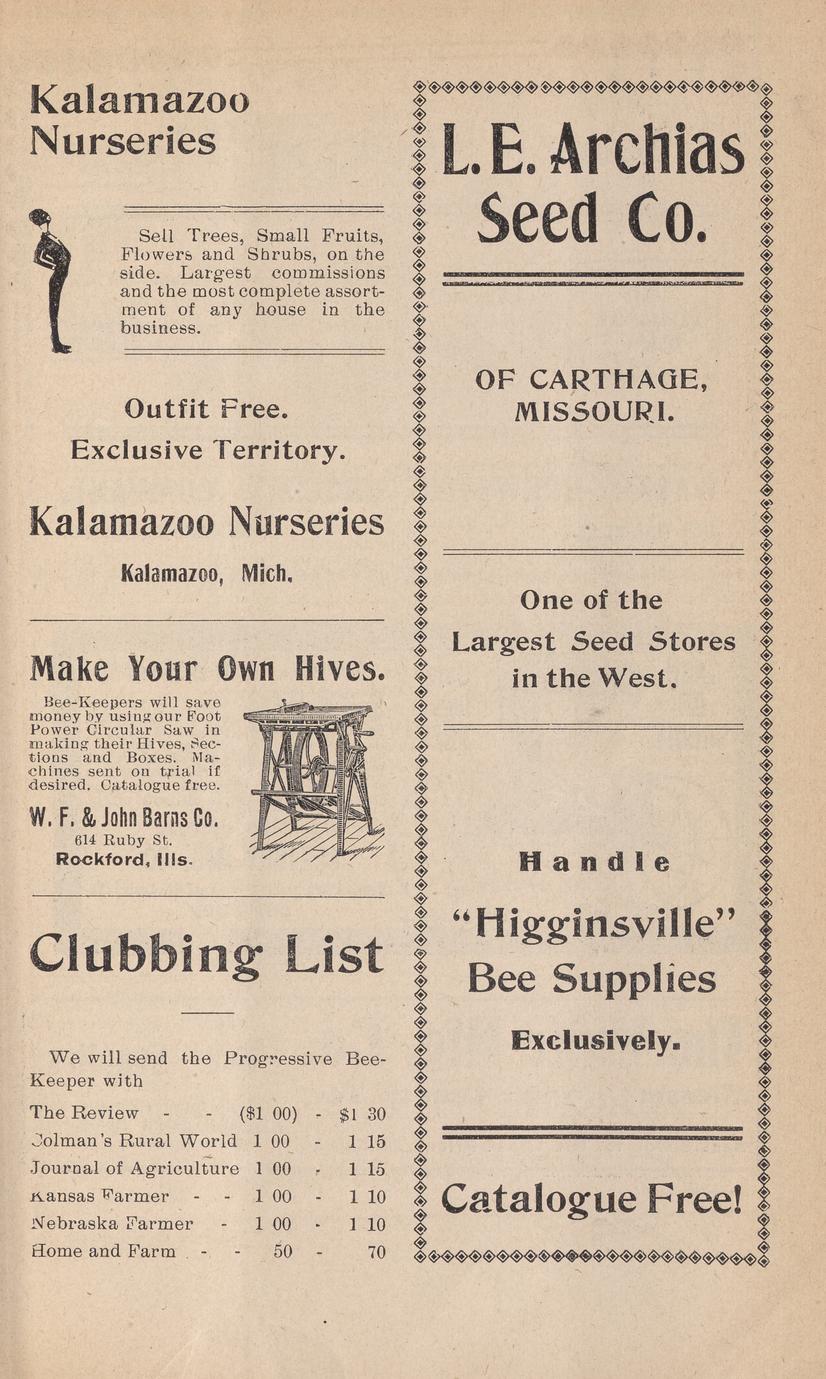 Kalamazoo
Nurseries
Sell Trees, Small Fruits,
Flowers and Shrubs, on the
side. Largest commissions
and the most complete assort-
ment of any house in the
business.
Outfit Free.
Exclusive Territory.
Kalamazoo Nurseries
Kalamazoo, Mich.
Make Your Own Hives.
Bee-Keepers will save
money by using our Foot
Power Circular Saw in
making their Hives, Sec-
tions and Boxes. Ma-
chines sent on trial if
desired. Catalogue free.
W. F. & John Barns Co.
614 Ruby St.
Rockford, Ills.
Clubbing List
We will send the Progressive Bee-
Keeper with
The Review - - ($1 00) - $1 30
Colman's Rural World 1 00 - 1 15
Journal of Agriculture 1 00 - 1 15
Kansas Farmer - - 1 00 - 1 10
Nebraska Farmer - 1 00 - 1 10
Home and Farm - - 50 - 70
L. E. Archias
Seed Co.
OF CARTHAGE,
MISSOURI.
One of the
Largest Seed Stores
in the West.
Handle
"Higginsville"
Bee Supplies
Exclusively.
Catalogue Free!